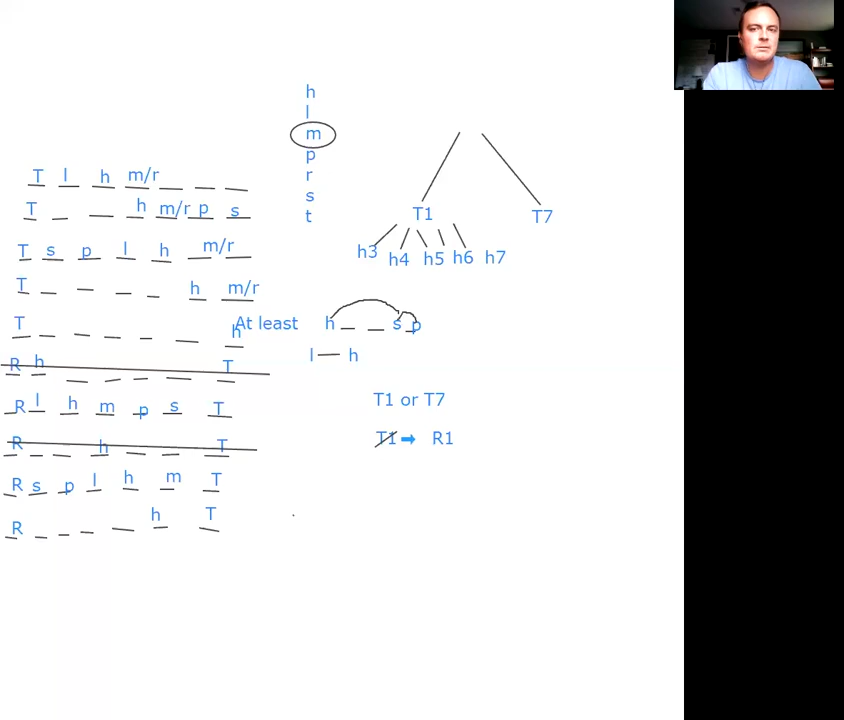 h
l
m
p
r
s
t
T l h m/r
T h m/r p s
T s p l h m/r
T h m/r
T h
R h T
R l h m p s T
R h T
R s p l h m T
R h T
T1 T7
h3 h4 h5 h6 h7
At least h s p
l — h
T1 or T7
T1 ➡ R1